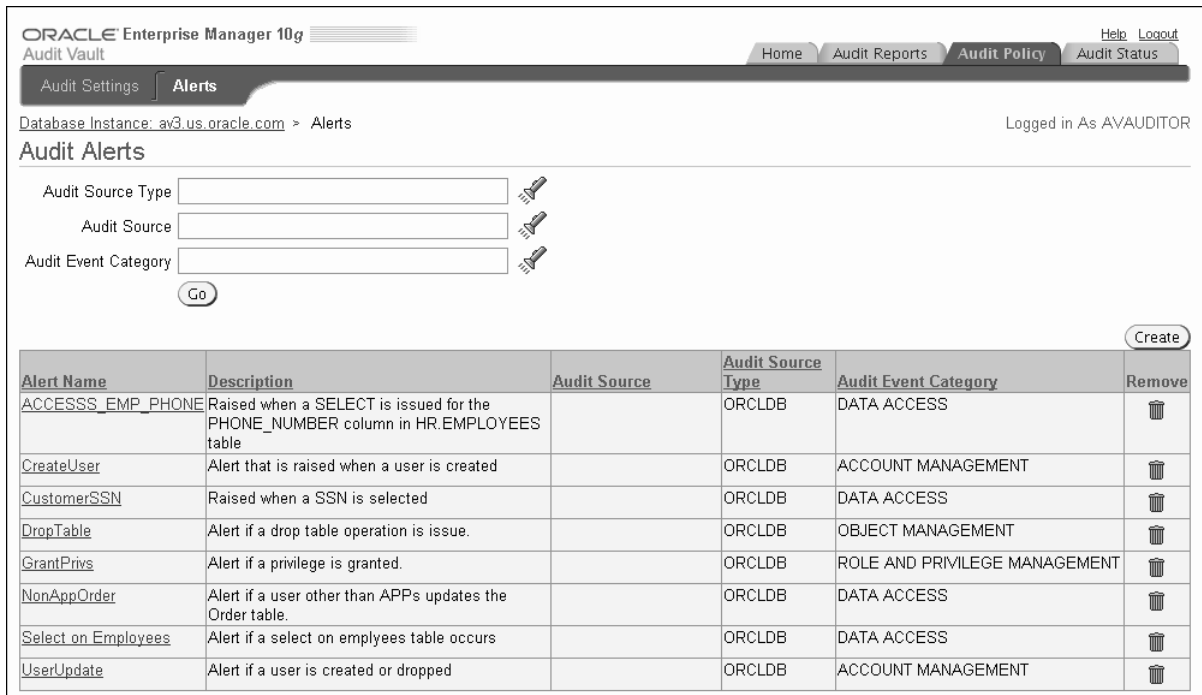 ORACLE Enterprise Manager 10g
Audit Vault
Help Logout
Home Audit Reports Audit Policy Audit Status
Audit Settings Alerts
Database Instance: av3.us.oracle.com > Alerts
Logged in As AVAUDITOR
Audit Alerts
Audit Source Type
Audit Source
Audit Event Category
Go
Create
Alert Name Description Audit Source Audit Source Type Audit Event Category Remove
ACCESSS_EMP_PHONE Raised when a SELECT is issued for the ORCLDB DATA ACCESS
PHONE_NUMBER column in HR.EMPLOYEES
table
CreateUser Alert that is raised when a user is created ORCLDB ACCOUNT MANAGEMENT
CustomerSSN Raised when a SSN is selected ORCLDB DATA ACCESS
DropTable Alert if a drop table operation is issue. ORCLDB OBJECT MANAGEMENT
GrantPrivs Alert if a privilege is granted. ORCLDB ROLE AND PRIVILEGE MANAGEMENT
NonAppOrder Alert if a user other than APPs updates the ORCLDB DATA ACCESS
Order table.
Select on Employees Alert if a select on emplyees table occurs ORCLDB DATA ACCESS
UserUpdate Alert if a user is created or dropped ORCLDB ACCOUNT MANAGEMENT